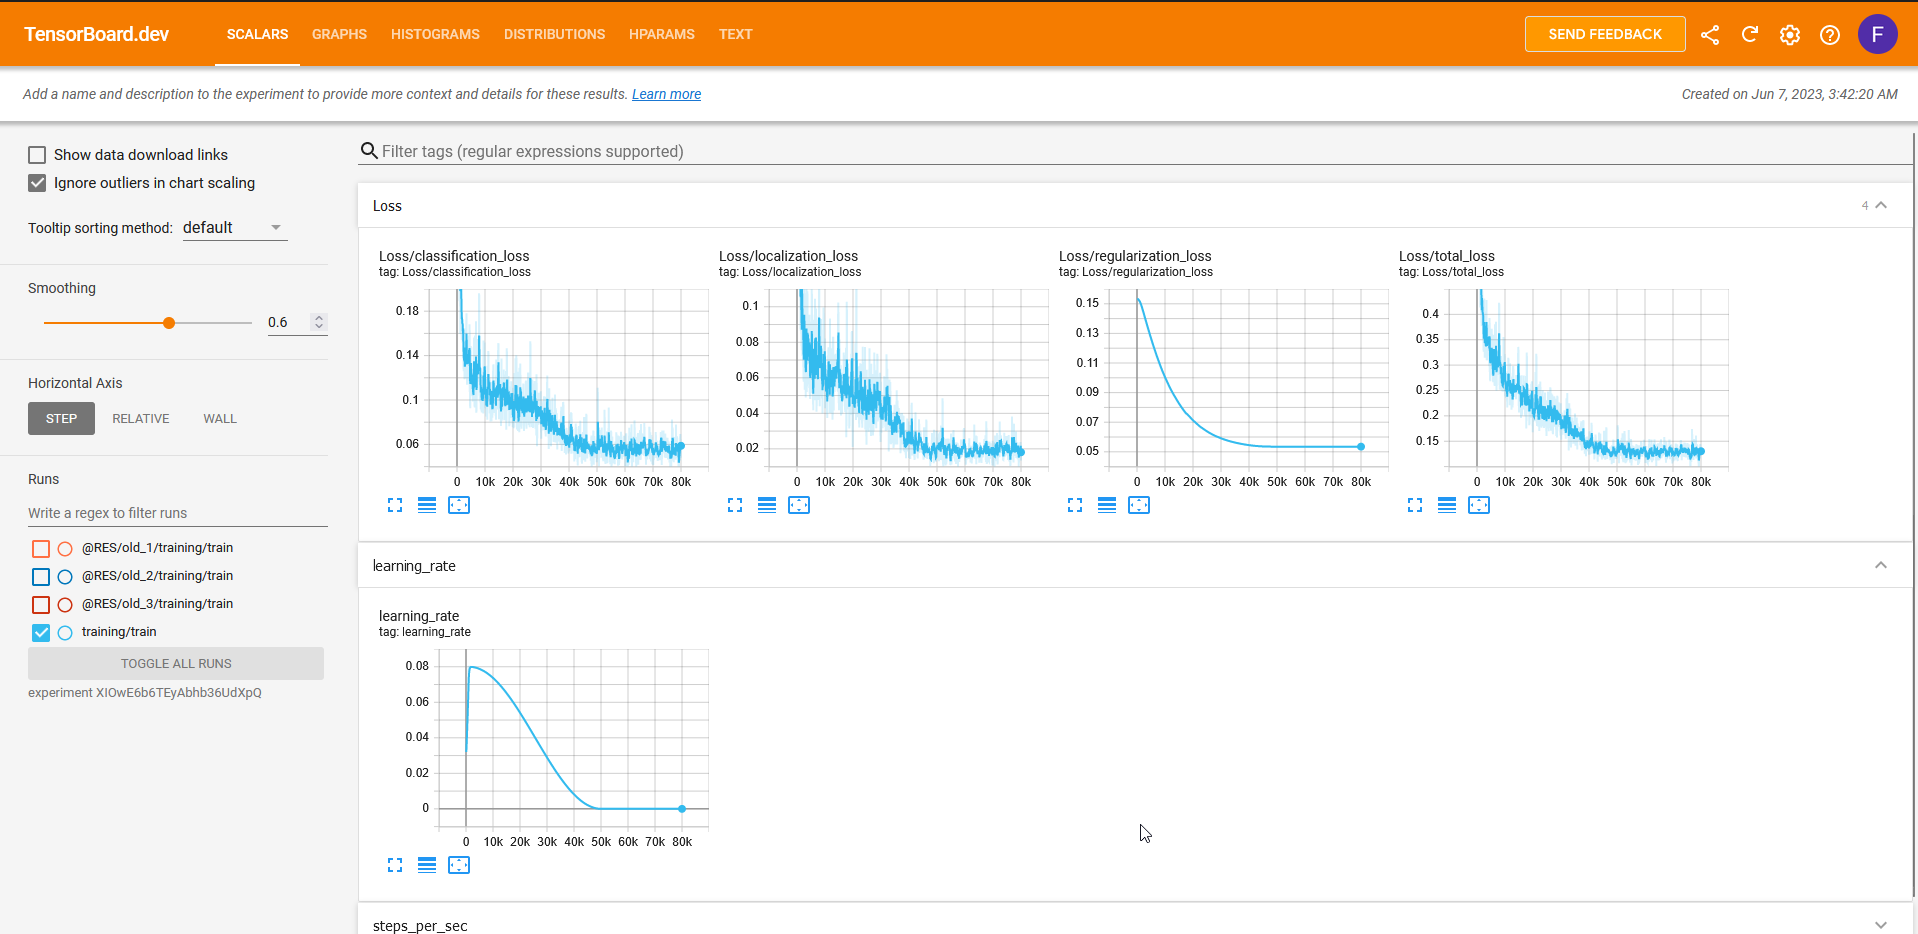 TensorBoard.dev SCALARS GRAPHS HISTOGRAMS DISTRIBUTIONS HPARAMS TEXT SEND FEEDBACK F
Add a name and description to the experiment to provide more context and details for these results. Learn more Created on Jun 7, 2023, 3:42:20 AM
Show data download links
Ignore outliers in chart scaling
Tooltip sorting method: default
Smoothing
0.6
Horizontal Axis
STEP RELATIVE WALL
Runs
Write a regex to filter runs
@RES/old_1/training/train
@RES/old_2/training/train
@RES/old_3/training/train
training/train
TOGGLE ALL RUNS
experiment XIOwE6b6TEyAbhb36UdXpQ
Filter tags (regular expressions supported)
Loss 4
Loss/classification_loss
tag: Loss/classification_loss
0.18
0.14
0.1
0.06
0 10k 20k 30k 40k 50k 60k 70k 80k
Loss/localization_loss
tag: Loss/localization_loss
0.1
0.08
0.06
0.04
0.02
0 10k 20k 30k 40k 50k 60k 70k 80k
Loss/regularization_loss
tag: Loss/regularization_loss
0.15
0.13
0.11
0.09
0.07
0.05
0 10k 20k 30k 40k 50k 60k 70k 80k
Loss/total_loss
tag: Loss/total_loss
0.4
0.35
0.3
0.25
0.2
0.15
0 10k 20k 30k 40k 50k 60k 70k 80k
learning_rate
learning_rate
tag: learning_rate
0.08
0.06
0.04
0.02
0
0 10k 20k 30k 40k 50k 60k 70k 80k
steps_per_sec